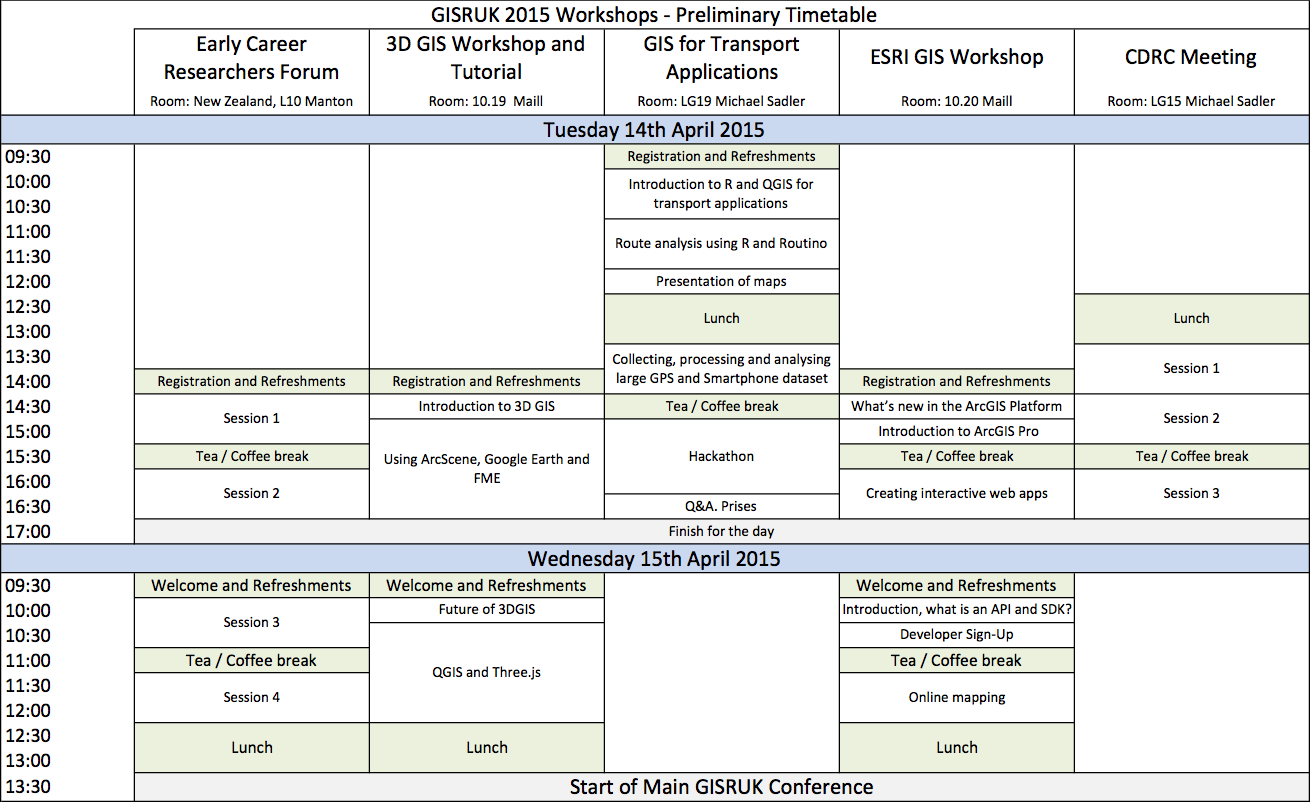 GISRUK 2015 Workshops - Preliminary Timetable
Early Career
Researchers Forum
Room: New Zealand, L10 Manton
3D GIS Workshop and
Tutorial
Room: 10.19 Maill
GIS for Transport
Applications
Room: LG19 Michael Sadler
ESRI GIS Workshop
Room: 10.20 Maill
CDRC Meeting
Room: LG15 Michael Sadler
Tuesday 14th April 2015
09:30
Registration and Refreshments
10:00
Introduction to R and QGIS for
transport applications
10:30
11:00
Route analysis using R and Routino
11:30
12:00
Presentation of maps
12:30
Lunch
Lunch
13:00
13:30
Collecting, processing and analysing
large GPS and Smartphone dataset
Session 1
14:00
Registration and Refreshments
Registration and Refreshments
Registration and Refreshments
14:30
Session 1
Introduction to 3D GIS
Tea / Coffee break
What's new in the ArcGIS Platform
Session 2
15:00
Using ArcScene, Google Earth and
FME
Hackathon
Introduction to ArcGIS Pro
15:30
Tea / Coffee break
Tea / Coffee break
Tea / Coffee break
16:00
Session 2
Creating interactive web apps
Session 3
16:30
Q&A. Prises
17:00
Finish for the day
Wednesday 15th April 2015
09:30
Welcome and Refreshments
Welcome and Refreshments
Welcome and Refreshments
10:00
Session 3
Future of 3DGIS
Introduction, what is an API and SDK?
10:30
QGIS and Three.js
Developer Sign-Up
11:00
Tea / Coffee break
Tea / Coffee break
11:30
Session 4
Online mapping
12:00
12:30
Lunch
Lunch
Lunch
13:00
13:30
Start of Main GISRUK Conference